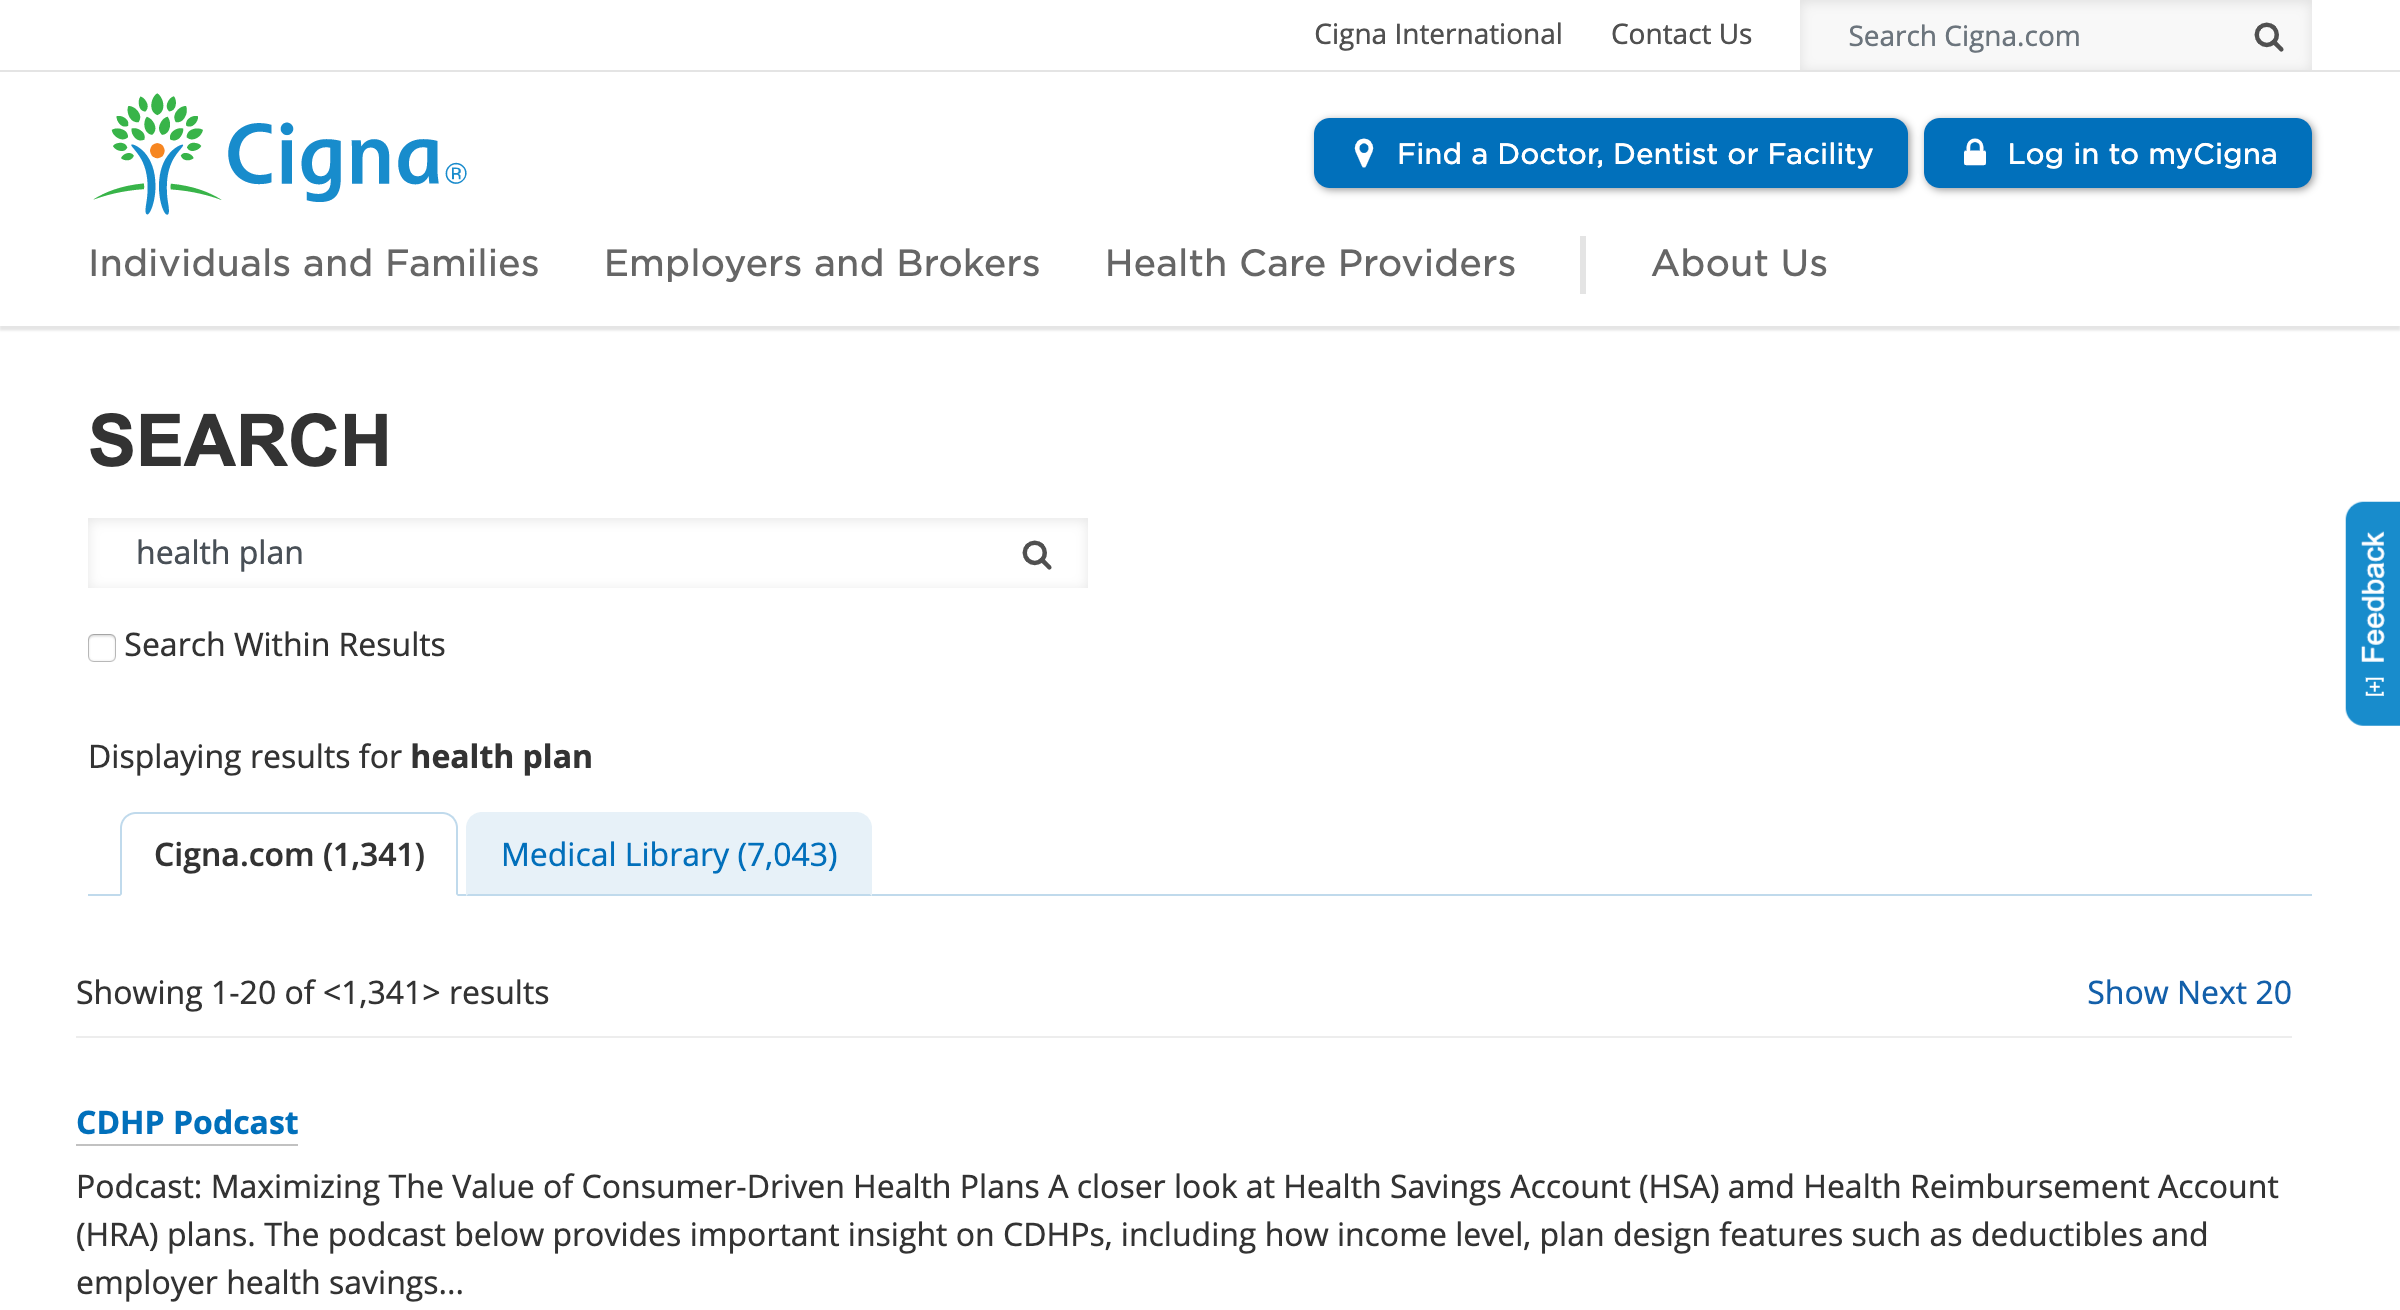 Cigna International Contact Us Search Cigna.com
Cigna®
Find a Doctor, Dentist or Facility Log in to myCigna
Individuals and Families Employers and Brokers Health Care Providers About Us
SEARCH
health plan
Search Within Results
[+] Feedback
Displaying results for health plan
Cigna.com (1,341) Medical Library (7,043)
Showing 1-20 of <1,341> results Show Next 20
CDHP Podcast
Podcast: Maximizing The Value of Consumer-Driven Health Plans A closer look at Health Savings Account (HSA) amd Health Reimbursement Account
(HRA) plans. The podcast below provides important insight on CDHPs, including how income level, plan design features such as deductibles and
employer health savings...